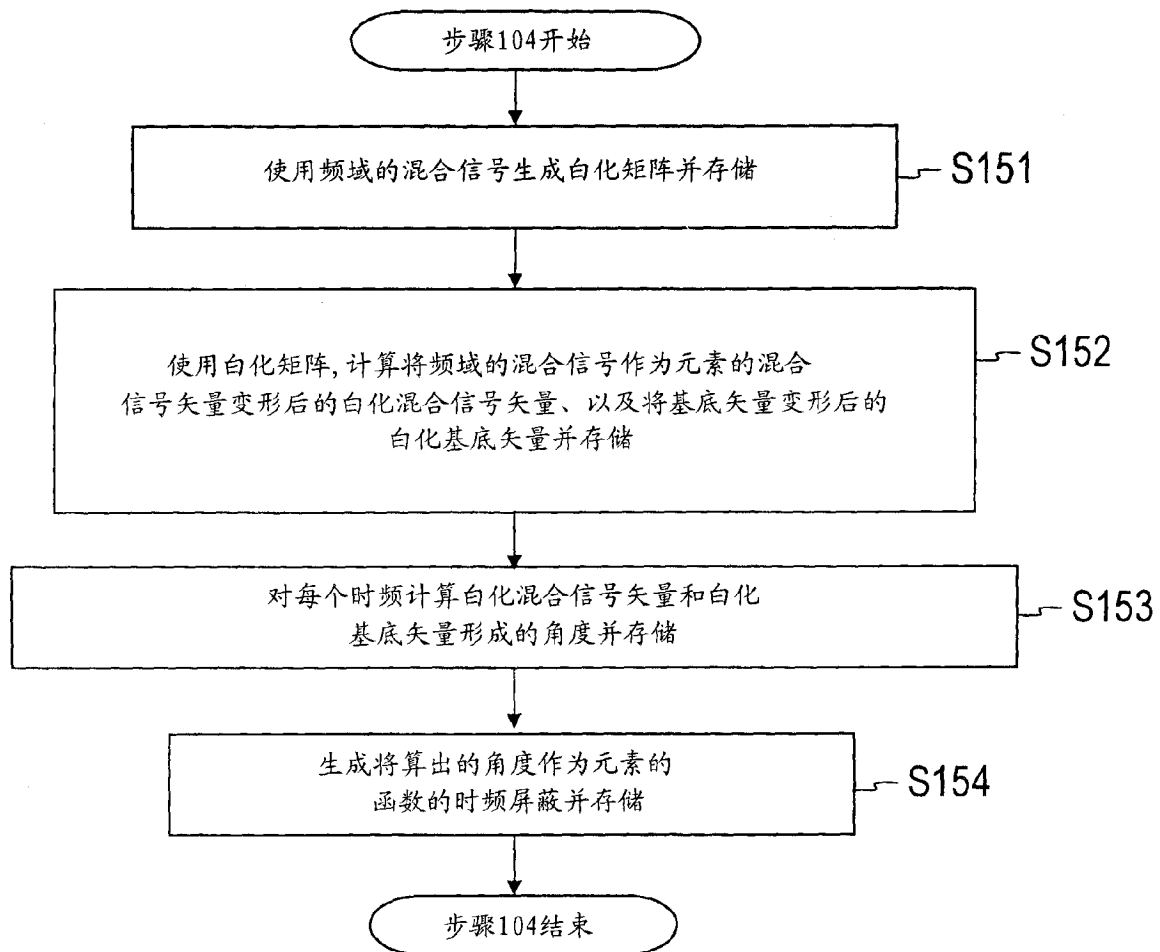 步骤104开始
使用频域的混合信号生成白化矩阵并存储
S151
使用白化矩阵,计算将频域的混合信号作为元素的混合
信号矢量变形后的白化混合信号矢量、以及将基底矢量变形后的
白化基底矢量并存储
S152
对每个时频计算白化混合信号矢量和白化
基底矢量形成的角度并存储
S153
生成将算出的角度作为元素的
函数的时频屏蔽并存储
S154
步骤104结束